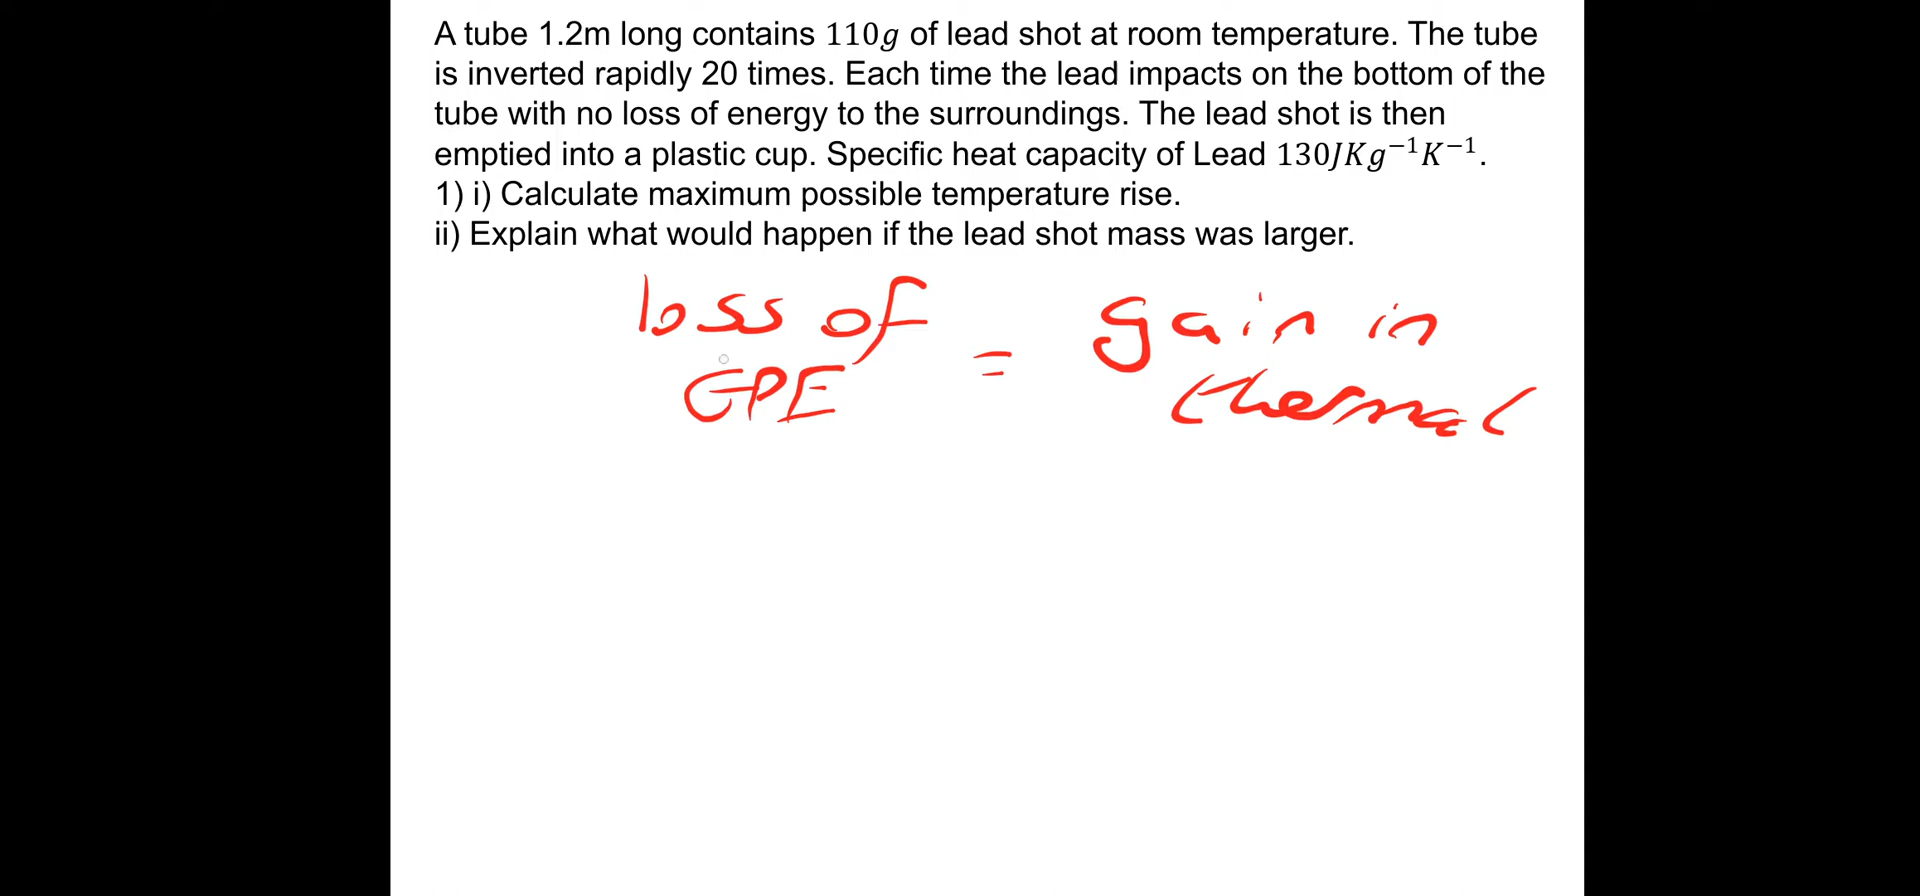 A tube 1.2m long contains 110g of lead shot at room temperature. The tube
is inverted rapidly 20 times. Each time the lead impacts on the bottom of the
tube with no loss of energy to the surroundings. The lead shot is then
emptied into a plastic cup. Specific heat capacity of Lead 130JKg⁻¹K⁻¹.
1) i) Calculate maximum possible temperature rise.
ii) Explain what would happen if the lead shot mass was larger.
loss of
GPE
=
gain in
thermal